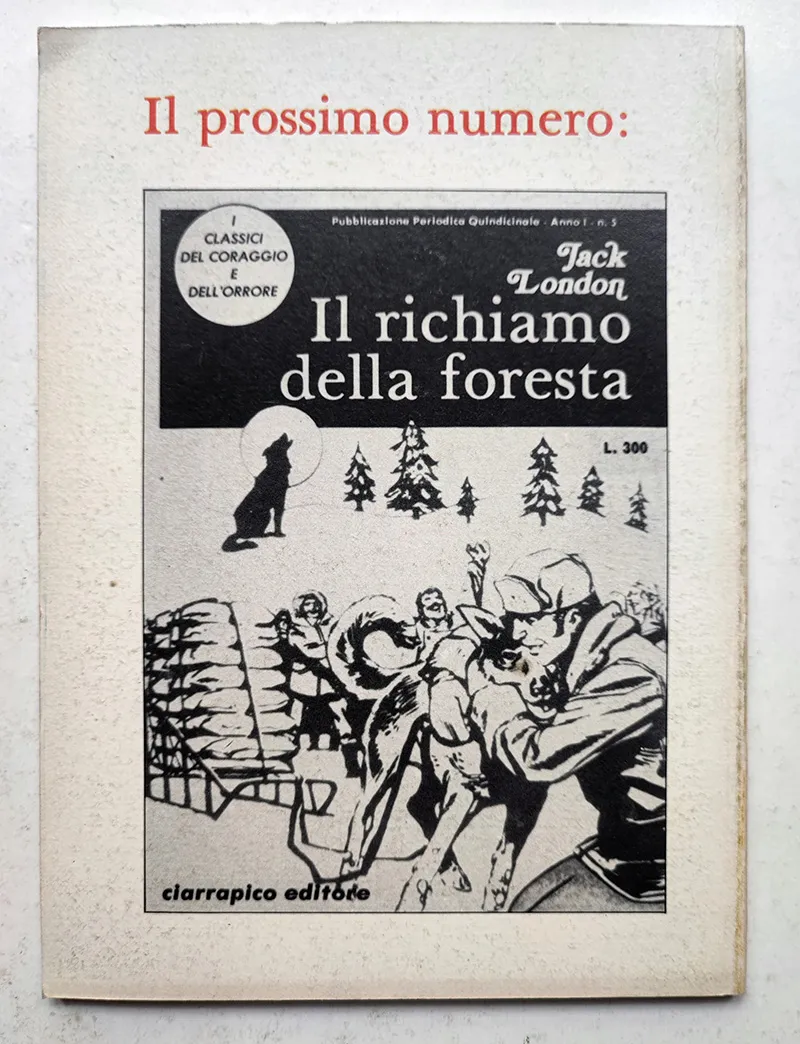 Il prossimo numero:
Pubblicazione Periodica Quindicinale - Anno I - n. 5
I
CLASSICI
DEL CORAGGIO
E
DELL'ORRORE
Jack
London
Il richiamo
della foresta
L. 300
ciarrapico editore